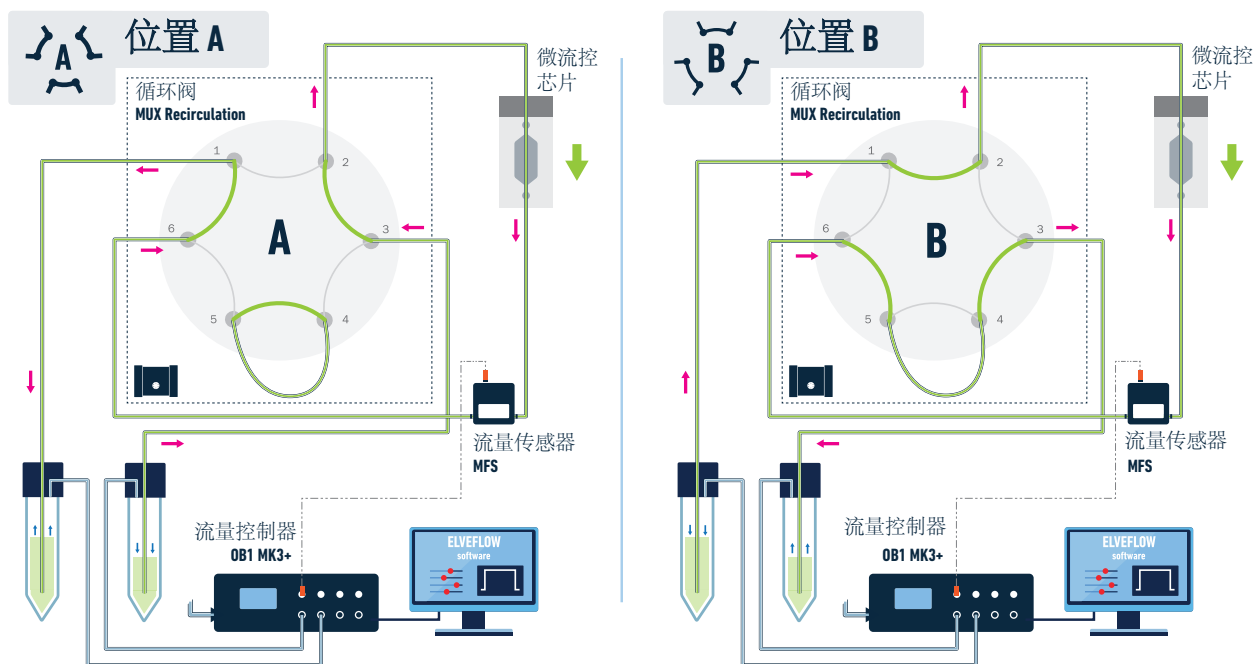 A
位置 A
微流控
芯片
循环阀
MUX Recirculation
1
2
6
3
A
5
4
流量传感器
MFS
流量控制器
OB1 MK3+
ELVEFLOW
software
B
位置 B
微流控
芯片
循环阀
MUX Recirculation
1
2
6
3
B
5
4
流量传感器
MFS
流量控制器
OB1 MK3+
ELVEFLOW
software